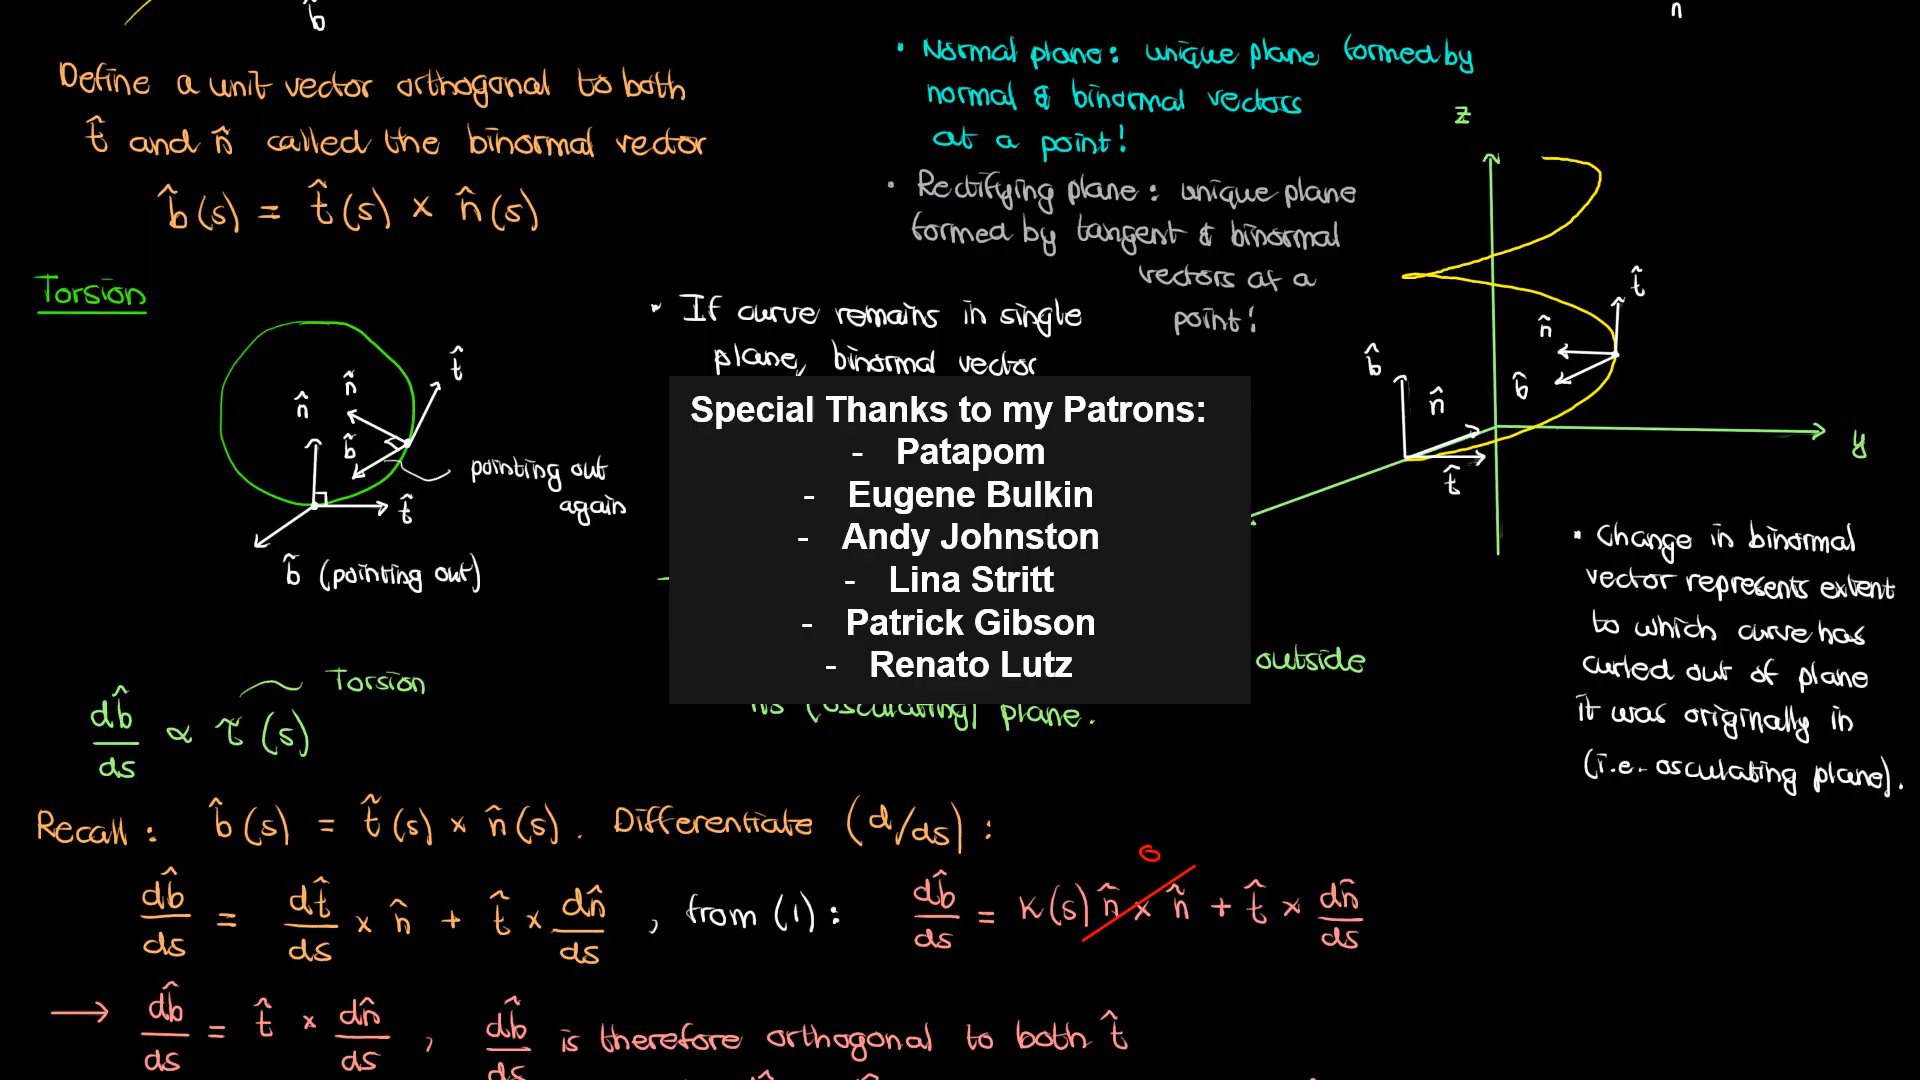 b̂
n
Define a unit vector orthogonal to both
t̂ and n̂ called the binormal vector
b̂(s) = t̂(s) × n̂(s)
• Normal plane: unique plane formed by
normal & binormal vectors
at a point!
• Rectifying plane: unique plane
formed by tangent & binormal
vectors at a
point!
Torsion
n̂
n̂
t̂
b̂
t̂
pointing out
again
b̂ (pointing out)
• If curve remains in single
plane, binormal vector
Special Thanks to my Patrons:
- Patapom
- Eugene Bulkin
- Andy Johnston
- Lina Stritt
- Patrick Gibson
- Renato Lutz
outside
its (osculating) plane.
z
y
t̂
n̂
b̂
b̂
n̂
t̂
• Change in binormal
vector represents extent
to which curve has
curled out of plane
it was originally in
(i.e. osculating plane).
db̂/ds ∝ τ(s)
Torsion
Recall: b̂(s) = t̂(s) × n̂(s). Differentiate (d/ds):
db̂/ds = dt̂/ds × n̂ + t̂ × dn̂/ds , from (1): db̂/ds = κ(s) n̂ × n̂ + t̂ × dn̂/ds
0
→ db̂/ds = t̂ × dn̂/ds , db̂/ds is therefore orthogonal to both t̂